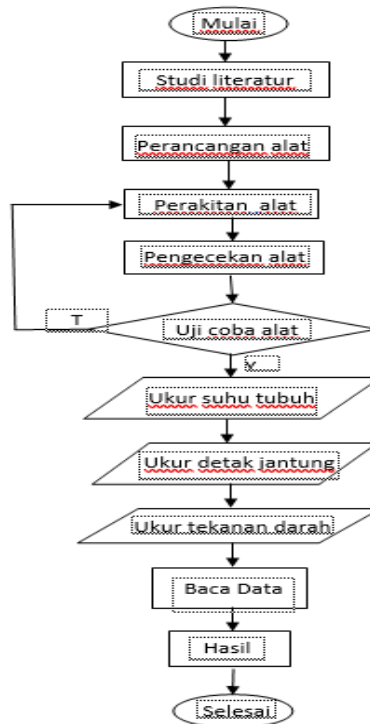 Mulai
Studi literatur
Perancangan alat
Perakitan alat
Pengecekan alat
T
Uji coba alat
Y
Ukur suhu tubuh
Ukur detak jantung
Ukur tekanan darah
Baca Data
Hasil
Selesai